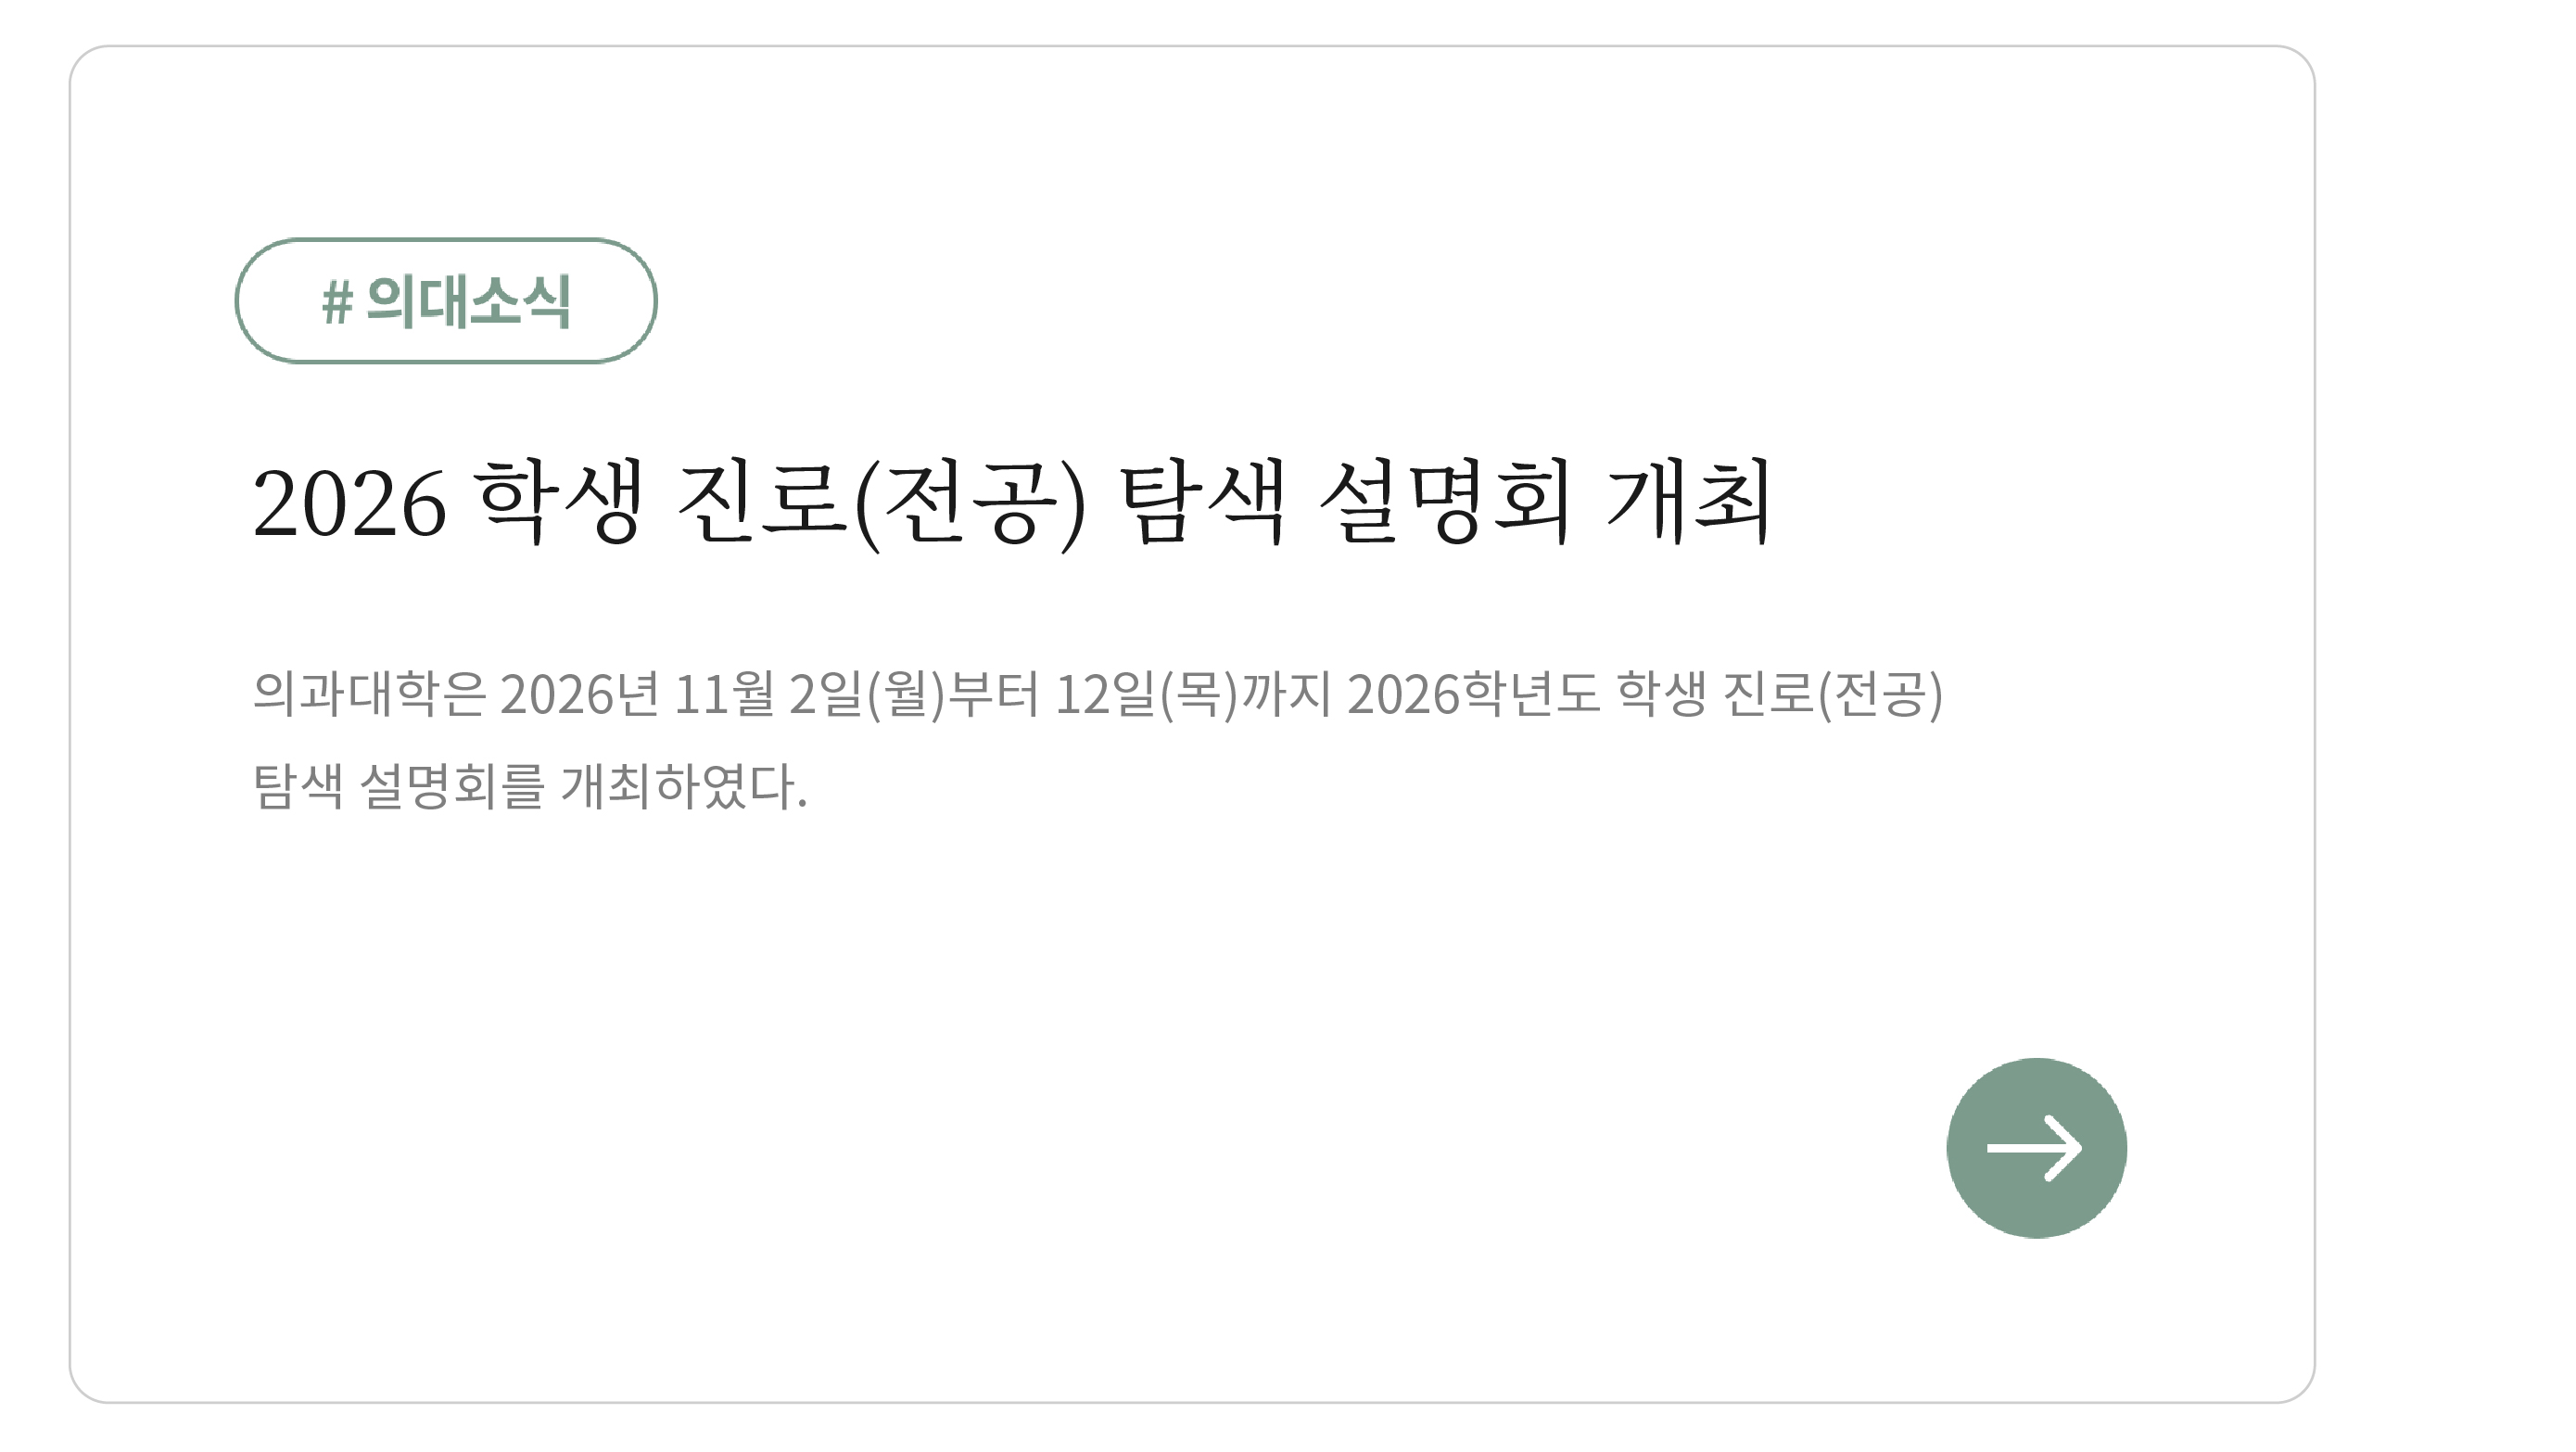 # 의대소식
2026 학생 진로(전공) 탐색 설명회 개최
의과대학은 2026년 11월 2일(월)부터 12일(목)까지 2026학년도 학생 진로(전공)
탐색 설명회를 개최하였다.